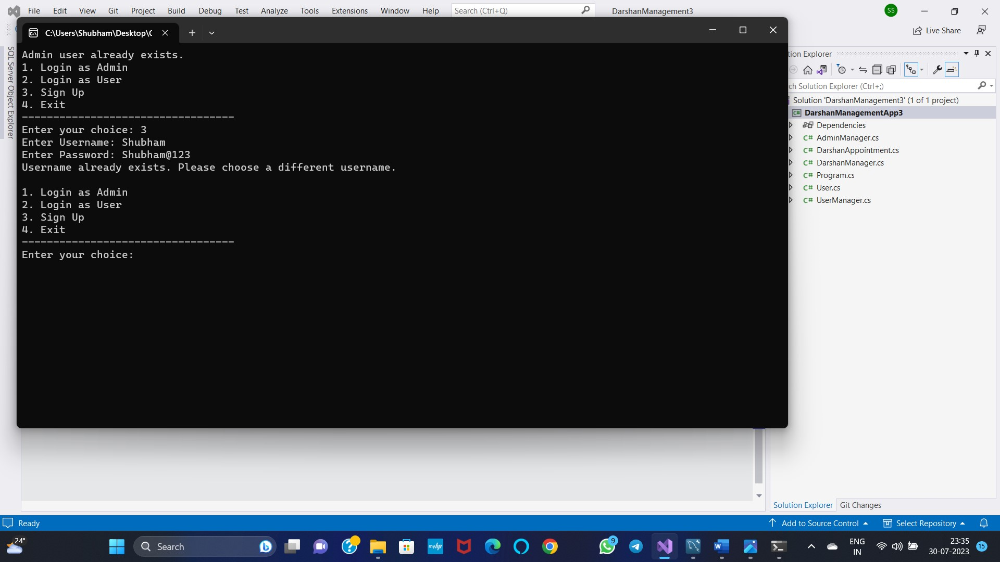 File Edit View Git Project Build Debug Test Analyze Tools Extensions Window Help Search (Ctrl+Q) DarshanManagement3 SS
Live Share
C:\Users\Shubham\Desktop\C
SQL Server Object Explorer
Admin user already exists.
1. Login as Admin
2. Login as User
3. Sign Up
4. Exit
----------------------------------
Enter your choice: 3
Enter Username: Shubham
Enter Password: Shubham@123
Username already exists. Please choose a different username.
1. Login as Admin
2. Login as User
3. Sign Up
4. Exit
----------------------------------
Enter your choice:
tion Explorer
ch Solution Explorer (Ctrl+;)
Solution 'DarshanManagement3' (1 of 1 project)
C# DarshanManagementApp3
Dependencies
C# AdminManager.cs
C# DarshanAppointment.cs
C# DarshanManager.cs
C# Program.cs
C# User.cs
C# UserManager.cs
Solution Explorer Git Changes
Ready Add to Source Control Select Repository
24° Search myhp 9 ENG IN 23:35 30-07-2023 15